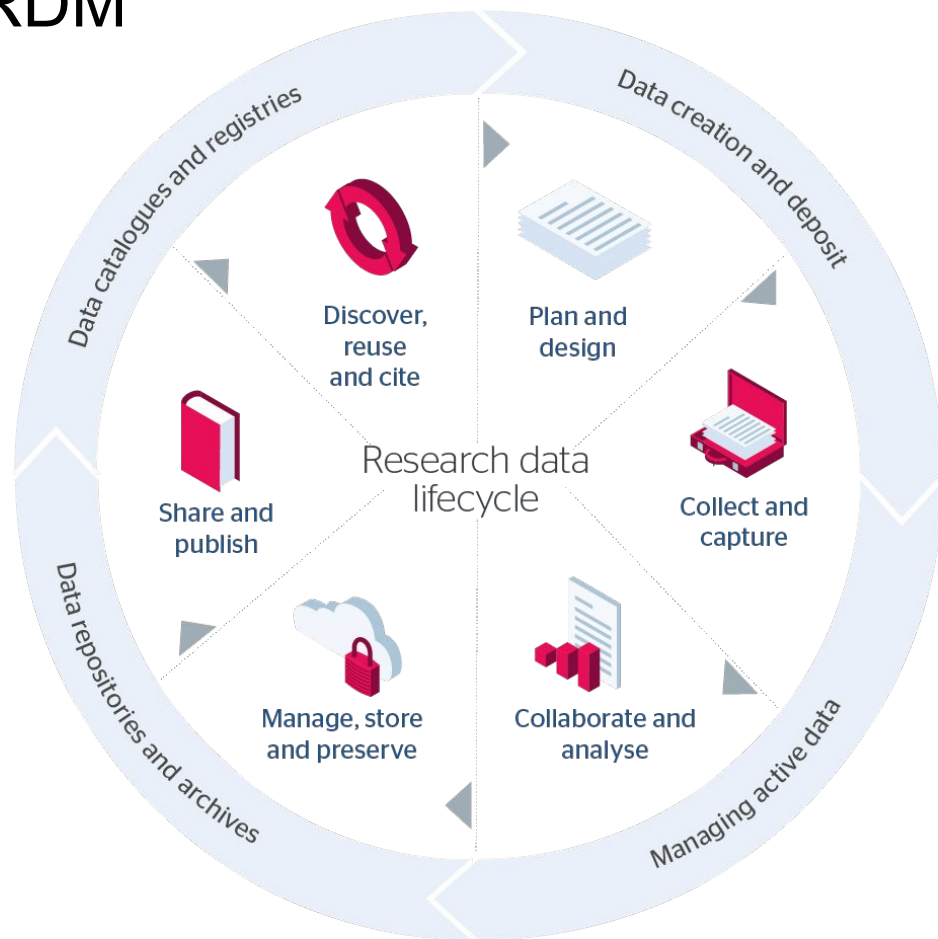 RDM
Data creation and deposit
Data catalogues and registries
Discover,
reuse
and cite
Plan and
design
Research data
lifecycle
Share and
publish
Collect and
capture
Manage, store
and preserve
Collaborate and
analyse
Data repositories and archives
Managing active data